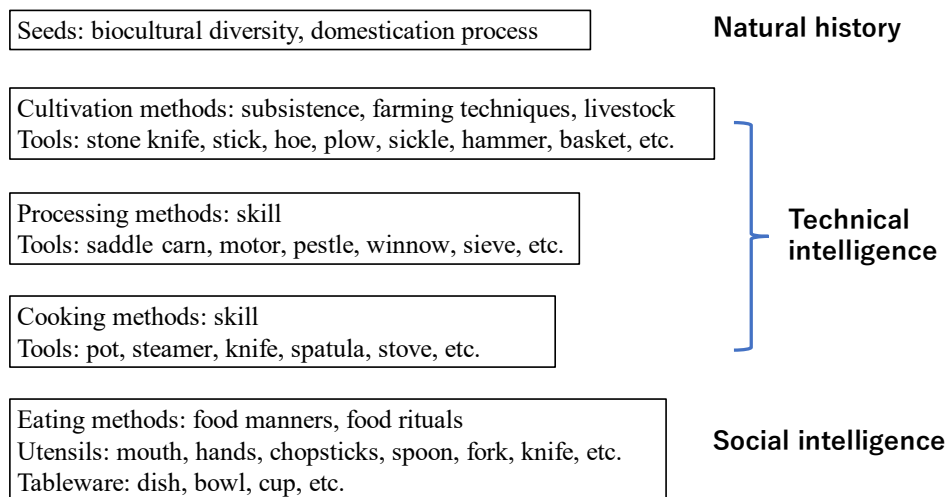 Seeds: biocultural diversity, domestication process
Natural history
Cultivation methods: subsistence, farming techniques, livestock
Tools: stone knife, stick, hoe, plow, sickle, hammer, basket, etc.
Processing methods: skill
Tools: saddle carn, motor, pestle, winnow, sieve, etc.
Technical
intelligence
Cooking methods: skill
Tools: pot, steamer, knife, spatula, stove, etc.
Eating methods: food manners, food rituals
Utensils: mouth, hands, chopsticks, spoon, fork, knife, etc.
Tableware: dish, bowl, cup, etc.
Social intelligence